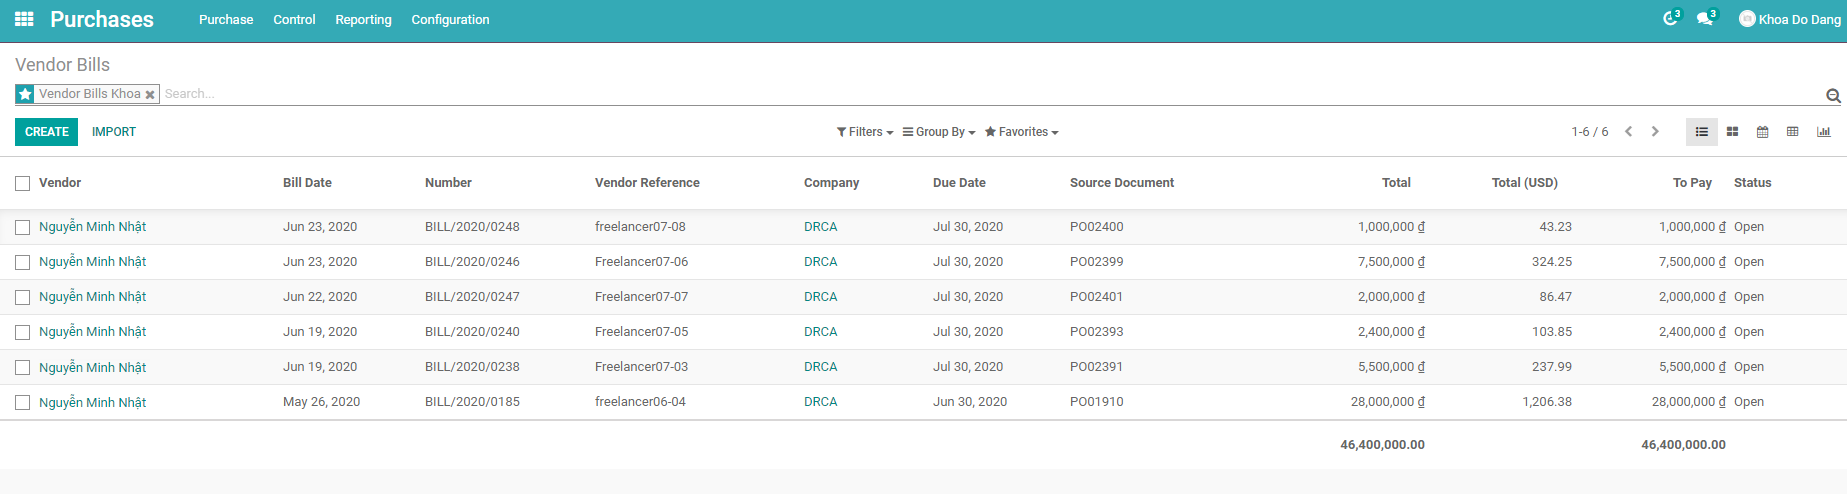 Purchases Purchase Control Reporting Configuration 3 3 Khoa Do Dang
Vendor Bills
Vendor Bills Khoa Search...
CREATE IMPORT Filters Group By Favorites 1-6 / 6
Vendor Bill Date Number Vendor Reference Company Due Date Source Document Total Total (USD) To Pay Status
Nguyễn Minh Nhật Jun 23, 2020 BILL/2020/0248 freelancer07-08 DRCA Jul 30, 2020 PO02400 1,000,000 ₫ 43.23 1,000,000 ₫ Open
Nguyễn Minh Nhật Jun 23, 2020 BILL/2020/0246 Freelancer07-06 DRCA Jul 30, 2020 PO02399 7,500,000 ₫ 324.25 7,500,000 ₫ Open
Nguyễn Minh Nhật Jun 22, 2020 BILL/2020/0247 Freelancer07-07 DRCA Jul 30, 2020 PO02401 2,000,000 ₫ 86.47 2,000,000 ₫ Open
Nguyễn Minh Nhật Jun 19, 2020 BILL/2020/0240 Freelancer07-05 DRCA Jul 30, 2020 PO02393 2,400,000 ₫ 103.85 2,400,000 ₫ Open
Nguyễn Minh Nhật Jun 19, 2020 BILL/2020/0238 Freelancer07-03 DRCA Jul 30, 2020 PO02391 5,500,000 ₫ 237.99 5,500,000 ₫ Open
Nguyễn Minh Nhật May 26, 2020 BILL/2020/0185 freelancer06-04 DRCA Jun 30, 2020 PO01910 28,000,000 ₫ 1,206.38 28,000,000 ₫ Open
46,400,000.00 46,400,000.00